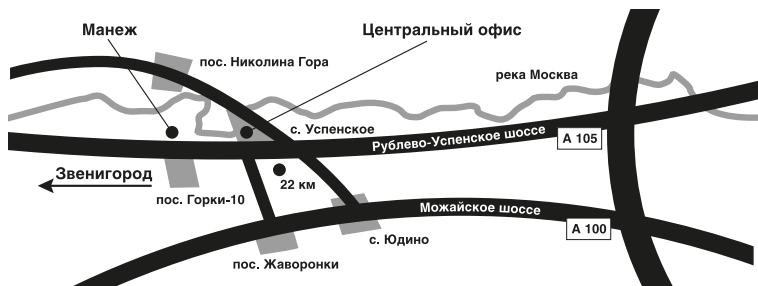 Манеж
Центральный офис
пос. Николина Гора
река Москва
с. Успенское
Рублево-Успенское шоссе
А 105
Звенигород
22 км
пос. Горки-10
Можайское шоссе
А 100
с. Юдино
пос. Жаворонки